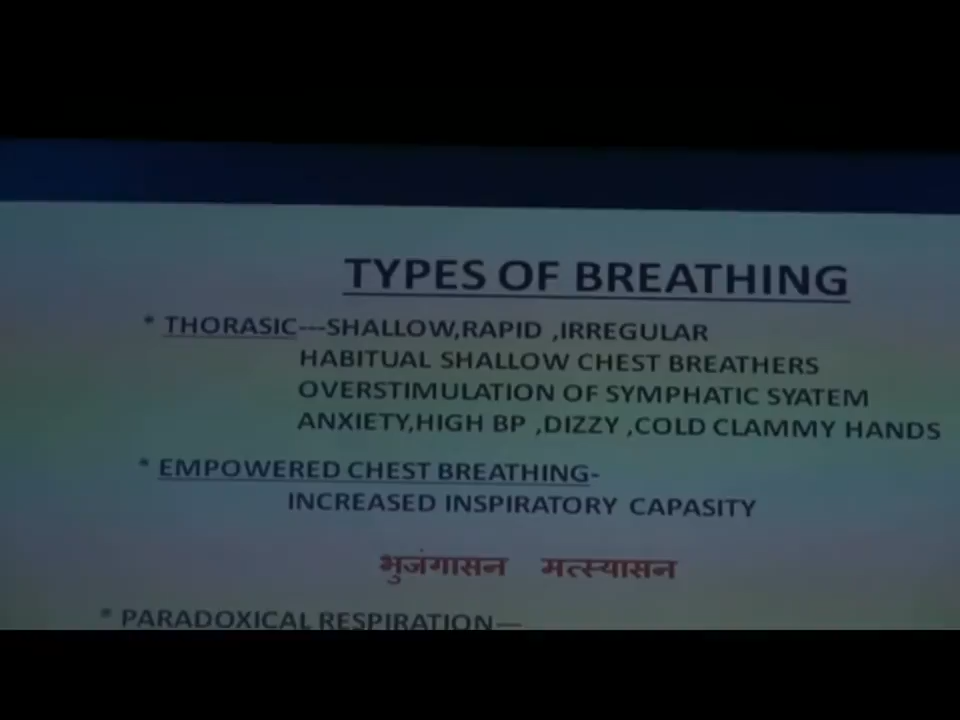 TYPES OF BREATHING
* THORASIC---SHALLOW,RAPID ,IRREGULAR
HABITUAL SHALLOW CHEST BREATHERS
OVERSTIMULATION OF SYMPHATIC SYATEM
ANXIETY,HIGH BP ,DIZZY ,COLD CLAMMY HANDS
* EMPOWERED CHEST BREATHING-
INCREASED INSPIRATORY CAPASITY
भुजंगासन मत्स्यासन
* PARADOXICAL RESPIRATION—